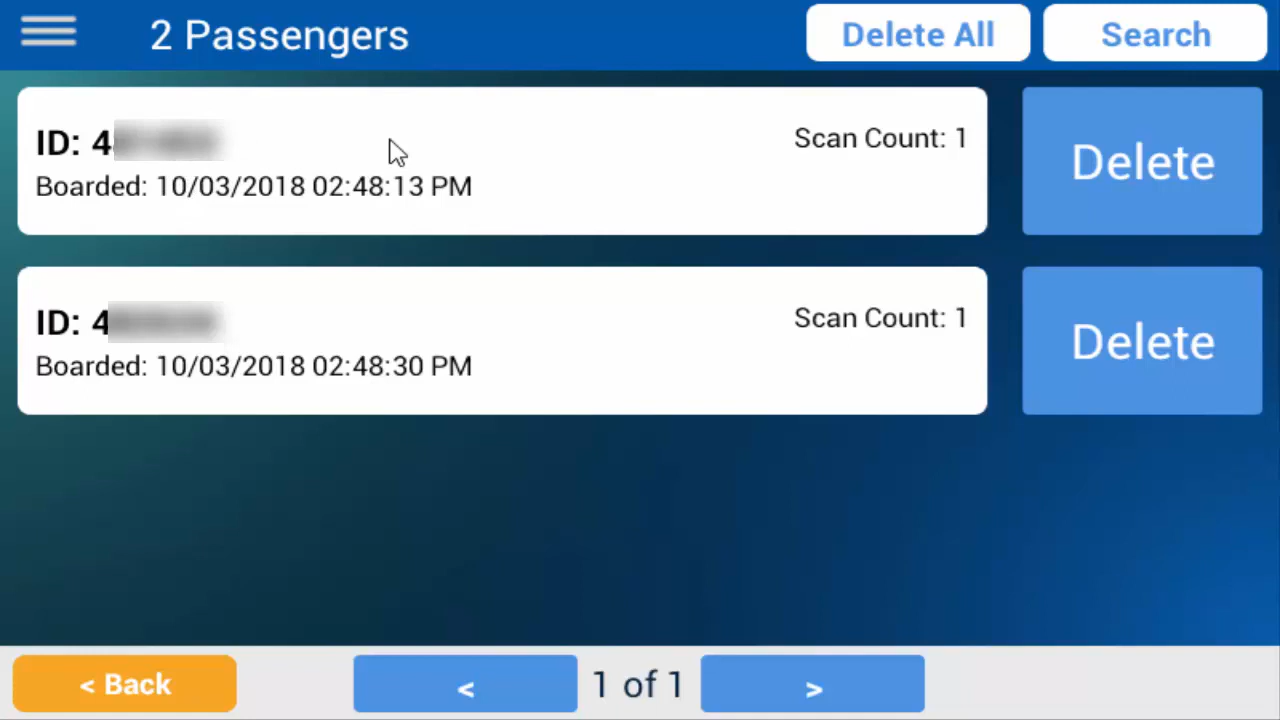 2 Passengers
Delete All
Search
ID: 4
Scan Count: 1
Boarded: 10/03/2018 02:48:13 PM
Delete
ID: 4
Scan Count: 1
Boarded: 10/03/2018 02:48:30 PM
Delete
< Back
<
1 of 1
>